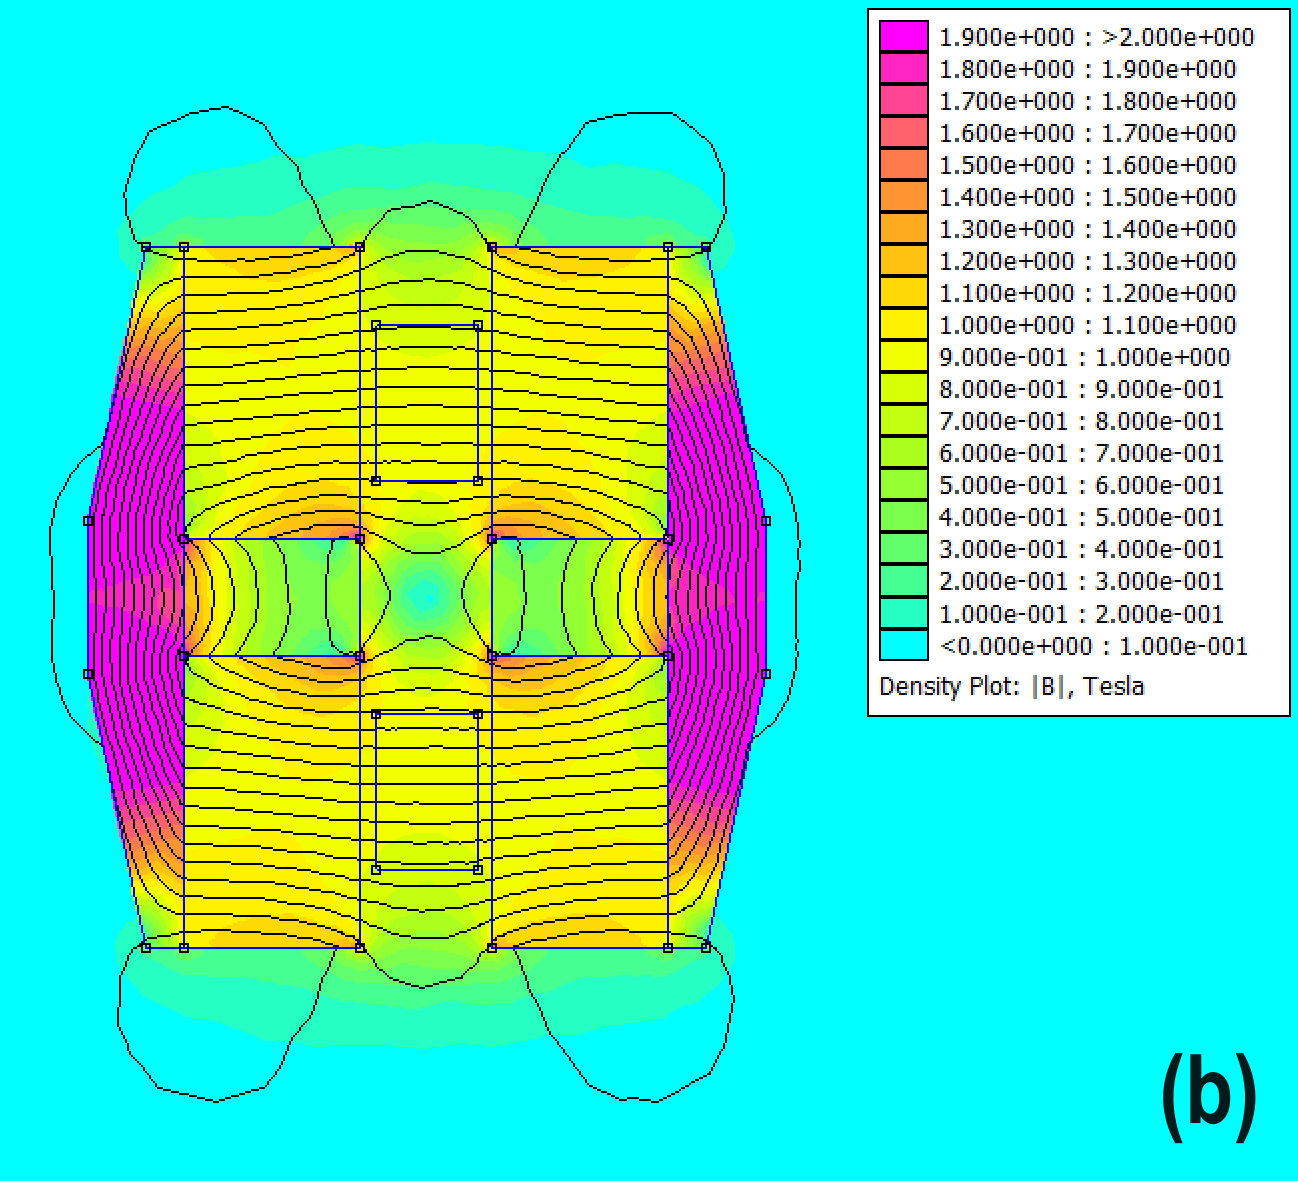 1.900e+000 : >2.000e+000
1.800e+000 : 1.900e+000
1.700e+000 : 1.800e+000
1.600e+000 : 1.700e+000
1.500e+000 : 1.600e+000
1.400e+000 : 1.500e+000
1.300e+000 : 1.400e+000
1.200e+000 : 1.300e+000
1.100e+000 : 1.200e+000
1.000e+000 : 1.100e+000
9.000e-001 : 1.000e+000
8.000e-001 : 9.000e-001
7.000e-001 : 8.000e-001
6.000e-001 : 7.000e-001
5.000e-001 : 6.000e-001
4.000e-001 : 5.000e-001
3.000e-001 : 4.000e-001
2.000e-001 : 3.000e-001
1.000e-001 : 2.000e-001
<0.000e+000 : 1.000e-001
Density Plot: |B|, Tesla
(b)